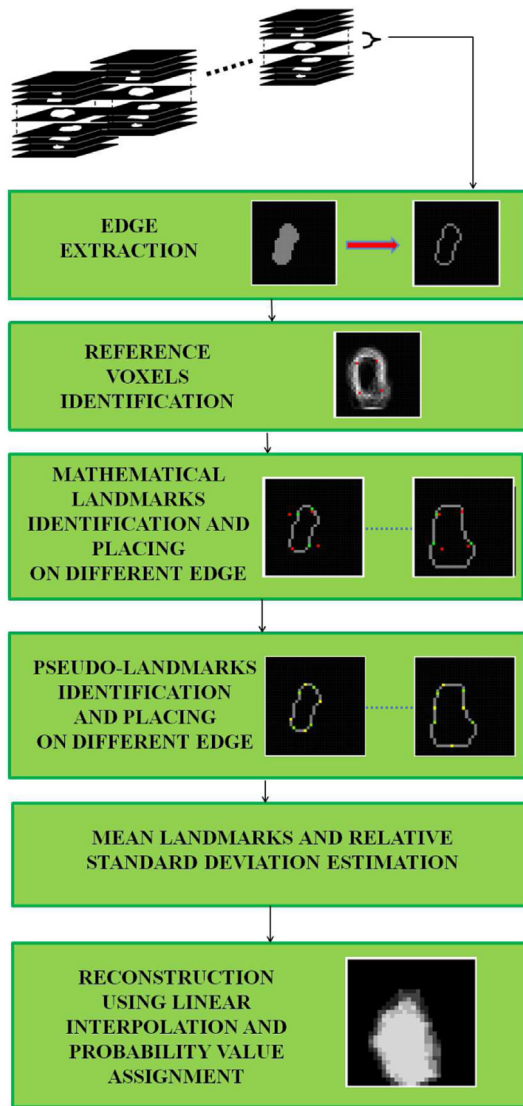 EDGE
EXTRACTION
REFERENCE
VOXELS
IDENTIFICATION
MATHEMATICAL
LANDMARKS
IDENTIFICATION AND
PLACING
ON DIFFERENT EDGE
PSEUDO-LANDMARKS
IDENTIFICATION
AND PLACING
ON DIFFERENT EDGE
MEAN LANDMARKS AND RELATIVE
STANDARD DEVIATION ESTIMATION
RECONSTRUCTION
USING LINEAR
INTERPOLATION AND
PROBABILITY VALUE
ASSIGNMENT